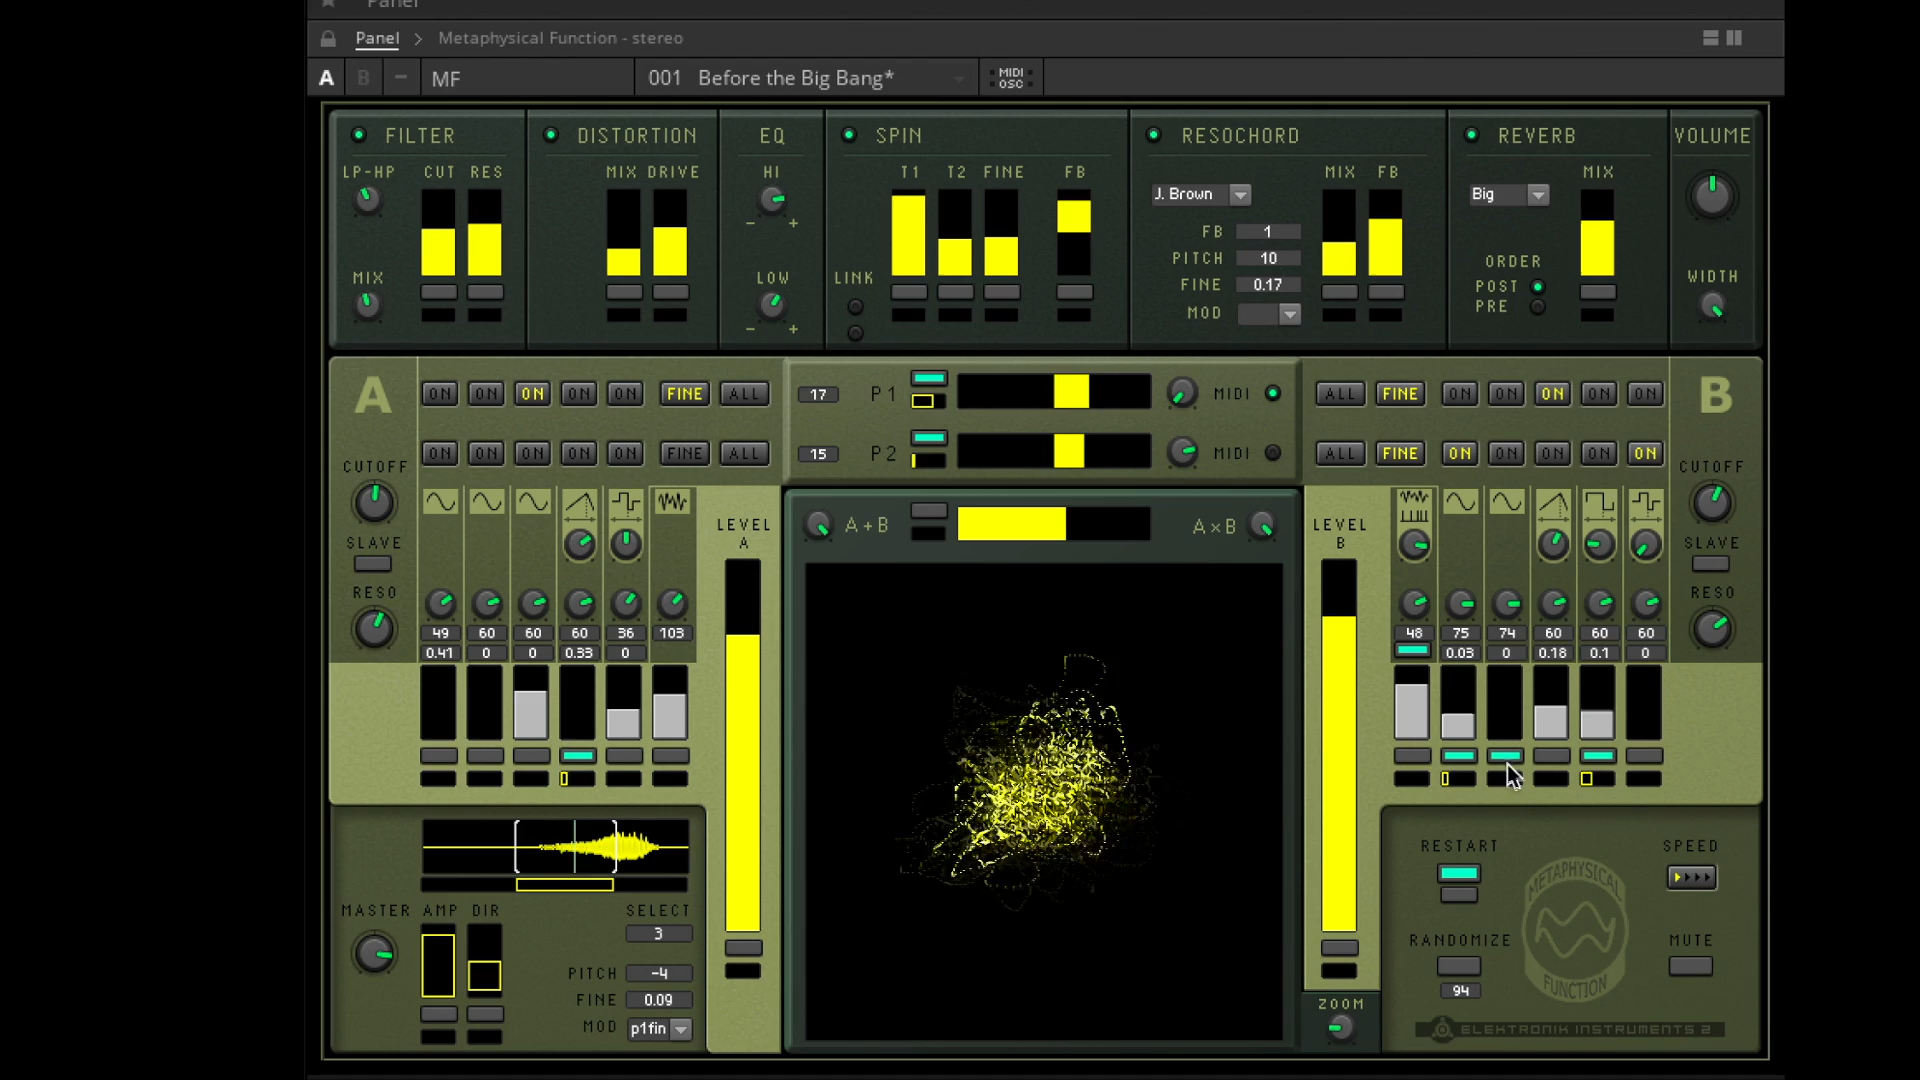 Panel
Panel > Metaphysical Function - stereo
A B – MF 001 Before the Big Bang* MIDI OSC
FILTER DISTORTION EQ SPIN RESOCHORD REVERB VOLUME
LP-HP CUT RES MIX DRIVE HI T1 T2 FINE FB MIX FB MIX
J. Brown Big
- +
FB 1
PITCH 10 ORDER
MIX LOW LINK FINE 0.17 POST WIDTH
MOD PRE
- +
A ON ON ON ON ON FINE ALL 17 P1 MIDI ALL FINE ON ON ON ON ON B
ON ON ON ON ON FINE ALL 15 P2 MIDI ALL FINE ON ON ON ON ON
CUTOFF CUTOFF
LEVEL A A+B AxB LEVEL B
SLAVE SLAVE
RESO RESO
49 60 60 60 36 103 48 75 74 60 60 60
0.41 0 0 0.33 0 0.03 0 0.18 0.1 0
RESTART SPEED
METAPHYSICAL FUNCTION
MASTER AMP DIR SELECT
3
RANDOMIZE MUTE
PITCH -4
94
FINE 0.09
ZOOM
MOD p1fin
ELEKTRONIK INSTRUMENTS 2